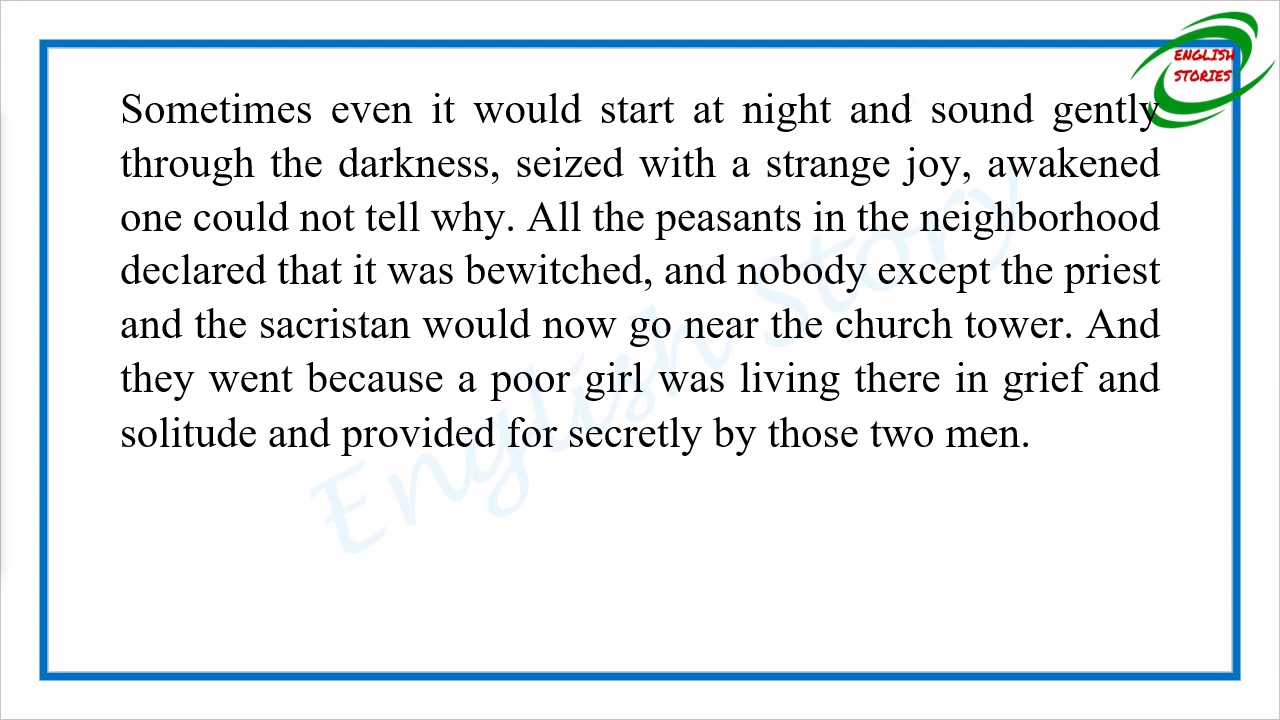 ENGLISH
STORIES
Sometimes even it would start at night and sound gently
through the darkness, seized with a strange joy, awakened
one could not tell why. All the peasants in the neighborhood
declared that it was bewitched, and nobody except the priest
and the sacristan would now go near the church tower. And
they went because a poor girl was living there in grief and
solitude and provided for secretly by those two men.
English Story